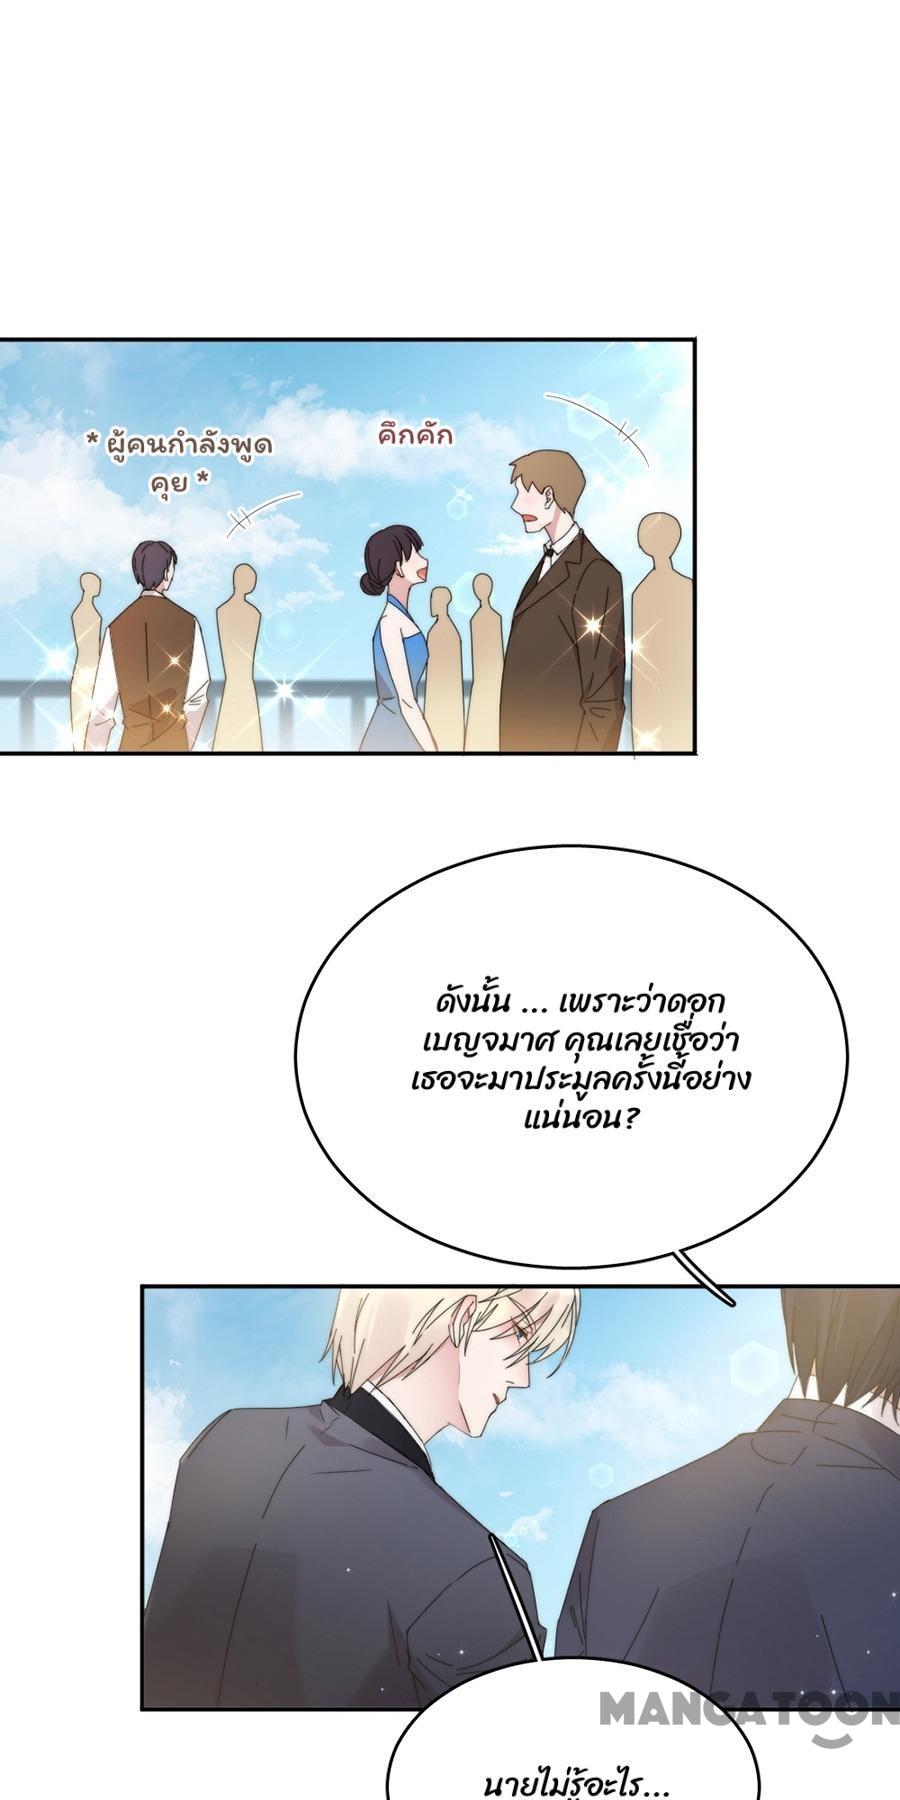 * ผู้คนกำลังพูด
คุย *
คึกคัก
ดังนั้น ... เพราะว่าดอก
เบญจมาศ คุณเลยเชื่อว่า
เธอจะมาประมูลครั้งนี้อย่าง
แน่นอน?
MANGATOON
นายไม่รู้อะไร...